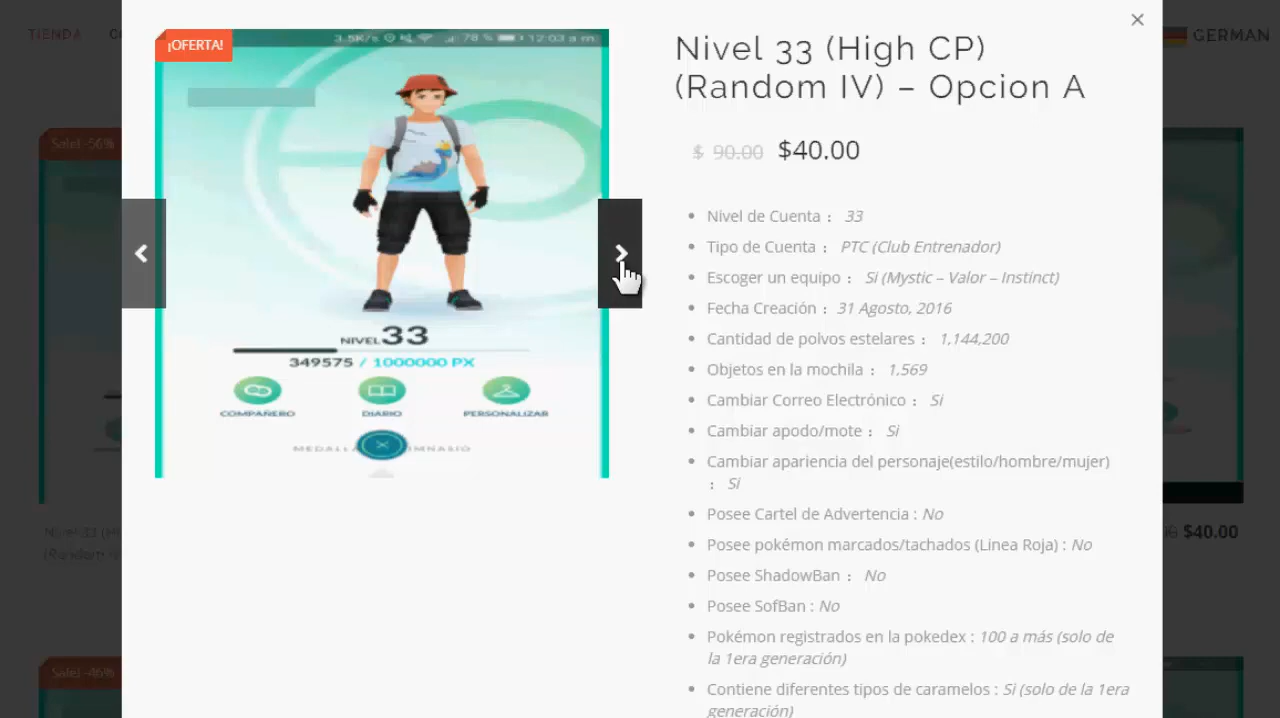 TIENDA
GERMAN
Sale! -56%
¡OFERTA!
3.5K/s 78 % 12:03 a m
NIVEL 33
349575 / 1000000 PX
COMPAÑERO DIARIO PERSONALIZAR
Nivel 33 (High CP)
(Random IV) – Opcion A
$ 90.00 $40.00
• Nivel de Cuenta : 33
• Tipo de Cuenta : PTC (Club Entrenador)
• Escoger un equipo : Si (Mystic – Valor – Instinct)
• Fecha Creación : 31 Agosto, 2016
• Cantidad de polvos estelares : 1,144,200
• Objetos en la mochila : 1,569
• Cambiar Correo Electrónico : Si
• Cambiar apodo/mote : Si
• Cambiar apariencia del personaje(estilo/hombre/mujer)
: Si
• Posee Cartel de Advertencia : No
• Posee pokémon marcados/tachados (Linea Roja) : No
• Posee ShadowBan : No
• Posee SofBan : No
• Pokémon registrados en la pokedex : 100 a más (solo de
la 1era generación)
• Contiene diferentes tipos de caramelos : Si (solo de la 1era
generación)
Nivel 33
(Random
$40.00
Sale! -46%